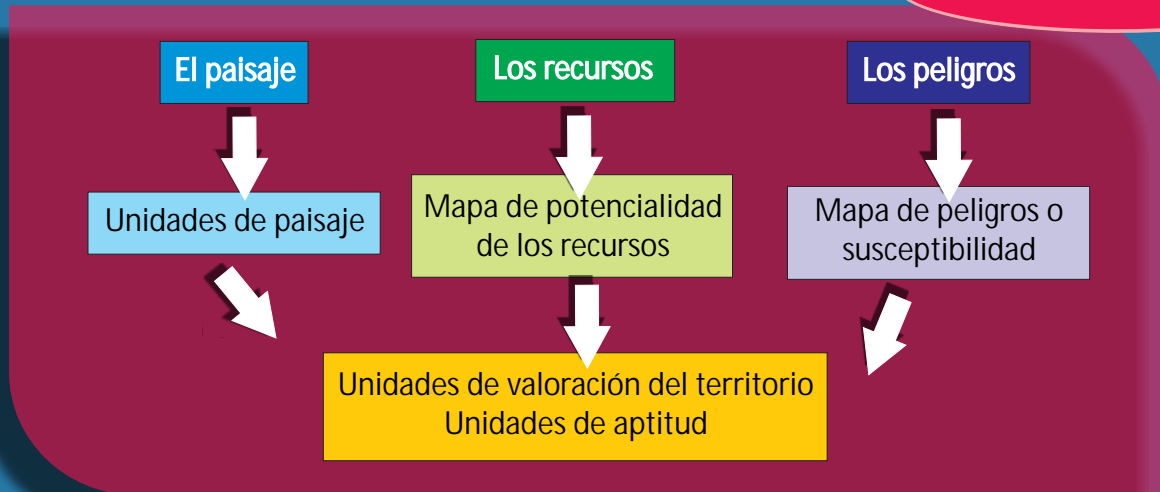 El paisaje
Los recursos
Los peligros
Unidades de paisaje
Mapa de potencialidad
de los recursos
Mapa de peligros o
susceptibilidad
Unidades de valoración del territorio
Unidades de aptitud